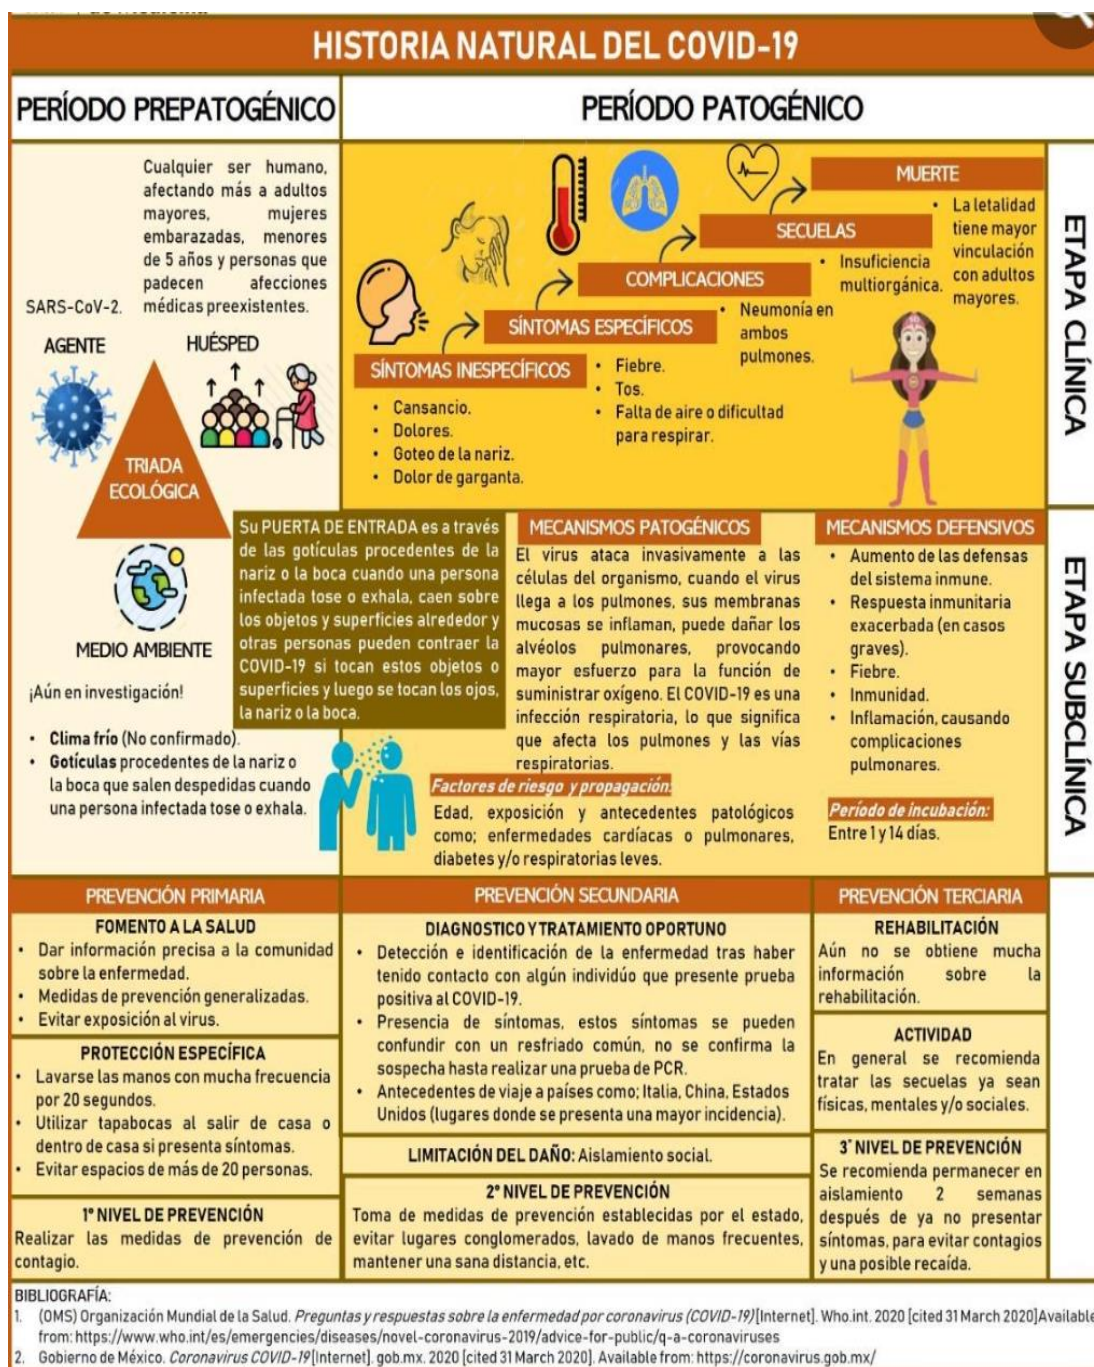 HISTORIA NATURAL DEL COVID-19
PERÍODO PREPATOGÉNICO
PERÍODO PATOGÉNICO
Cualquier ser humano,
afectando más a adultos
mayores, mujeres
embarazadas, menores
de 5 años y personas que
padecen afecciones
médicas preexistentes.
SARS-CoV-2.
AGENTE
HUÉSPED
TRIADA
ECOLÓGICA
MEDIO AMBIENTE
¡Aún en investigación!
• Clima frío (No confirmado).
• Gotículas procedentes de la nariz o
la boca que salen despedidas cuando
una persona infectada tose o exhala.
SÍNTOMAS INESPECÍFICOS
• Cansancio.
• Dolores.
• Goteo de la nariz.
• Dolor de garganta.
SÍNTOMAS ESPECÍFICOS
• Fiebre.
• Tos.
• Falta de aire o dificultad
para respirar.
COMPLICACIONES
• Neumonía en
ambos
pulmones.
SECUELAS
• Insuficiencia
multiorgánica.
MUERTE
• La letalidad
tiene mayor
vinculación
con adultos
mayores.
ETAPA CLÍNICA
Su PUERTA DE ENTRADA es a través
de las gotículas procedentes de la
nariz o la boca cuando una persona
infectada tose o exhala, caen sobre
los objetos y superficies alrededor y
otras personas pueden contraer la
COVID-19 si tocan estos objetos o
superficies y luego se tocan los ojos,
la nariz o la boca.
MECANISMOS PATOGÉNICOS
El virus ataca invasivamente a las
células del organismo, cuando el virus
llega a los pulmones, sus membranas
mucosas se inflaman, puede dañar los
alvéolos pulmonares, provocando
mayor esfuerzo para la función de
suministrar oxígeno. El COVID-19 es una
infección respiratoria, lo que significa
que afecta los pulmones y las vías
respiratorias.
Factores de riesgo y propagación:
Edad, exposición y antecedentes patológicos
como; enfermedades cardíacas o pulmonares,
diabetes y/o respiratorias leves.
MECANISMOS DEFENSIVOS
• Aumento de las defensas
del sistema inmune.
• Respuesta inmunitaria
exacerbada (en casos
graves).
• Fiebre.
• Inmunidad.
• Inflamación, causando
complicaciones
pulmonares.
Período de incubación:
Entre 1 y 14 días.
ETAPA SUBCLÍNICA
PREVENCIÓN PRIMARIA
FOMENTO A LA SALUD
• Dar información precisa a la comunidad
sobre la enfermedad.
• Medidas de prevención generalizadas.
• Evitar exposición al virus.
PROTECCIÓN ESPECÍFICA
• Lavarse las manos con mucha frecuencia
por 20 segundos.
• Utilizar tapabocas al salir de casa o
dentro de casa si presenta síntomas.
• Evitar espacios de más de 20 personas.
1° NIVEL DE PREVENCIÓN
Realizar las medidas de prevención de
contagio.
PREVENCIÓN SECUNDARIA
DIAGNOSTICO Y TRATAMIENTO OPORTUNO
• Detección e identificación de la enfermedad tras haber
tenido contacto con algún individúo que presente prueba
positiva al COVID-19.
• Presencia de síntomas, estos síntomas se pueden
confundir con un resfriado común, no se confirma la
sospecha hasta realizar una prueba de PCR.
• Antecedentes de viaje a países como; Italia, China, Estados
Unidos (lugares donde se presenta una mayor incidencia).
LIMITACIÓN DEL DAÑO: Aislamiento social.
2° NIVEL DE PREVENCIÓN
Toma de medidas de prevención establecidas por el estado,
evitar lugares conglomerados, lavado de manos frecuentes,
mantener una sana distancia, etc.
PREVENCIÓN TERCIARIA
REHABILITACIÓN
Aún no se obtiene mucha
información sobre la
rehabilitación.
ACTIVIDAD
En general se recomienda
tratar las secuelas ya sean
físicas, mentales y/o sociales.
3° NIVEL DE PREVENCIÓN
Se recomienda permanecer en
aislamiento 2 semanas
después de ya no presentar
síntomas, para evitar contagios
y una posible recaída.
BIBLIOGRAFÍA:
1. (OMS) Organización Mundial de la Salud. Preguntas y respuestas sobre la enfermedad por coronavirus (COVID-19)[Internet]. Who.int. 2020 [cited 31 March 2020]Available
from: https://www.who.int/es/emergencies/diseases/novel-coronavirus-2019/advice-for-public/q-a-coronaviruses
2. Gobierno de México. Coronavirus COVID-19 [Internet]. gob.mx. 2020 [cited 31 March 2020]. Available from: https://coronavirus.gob.mx/